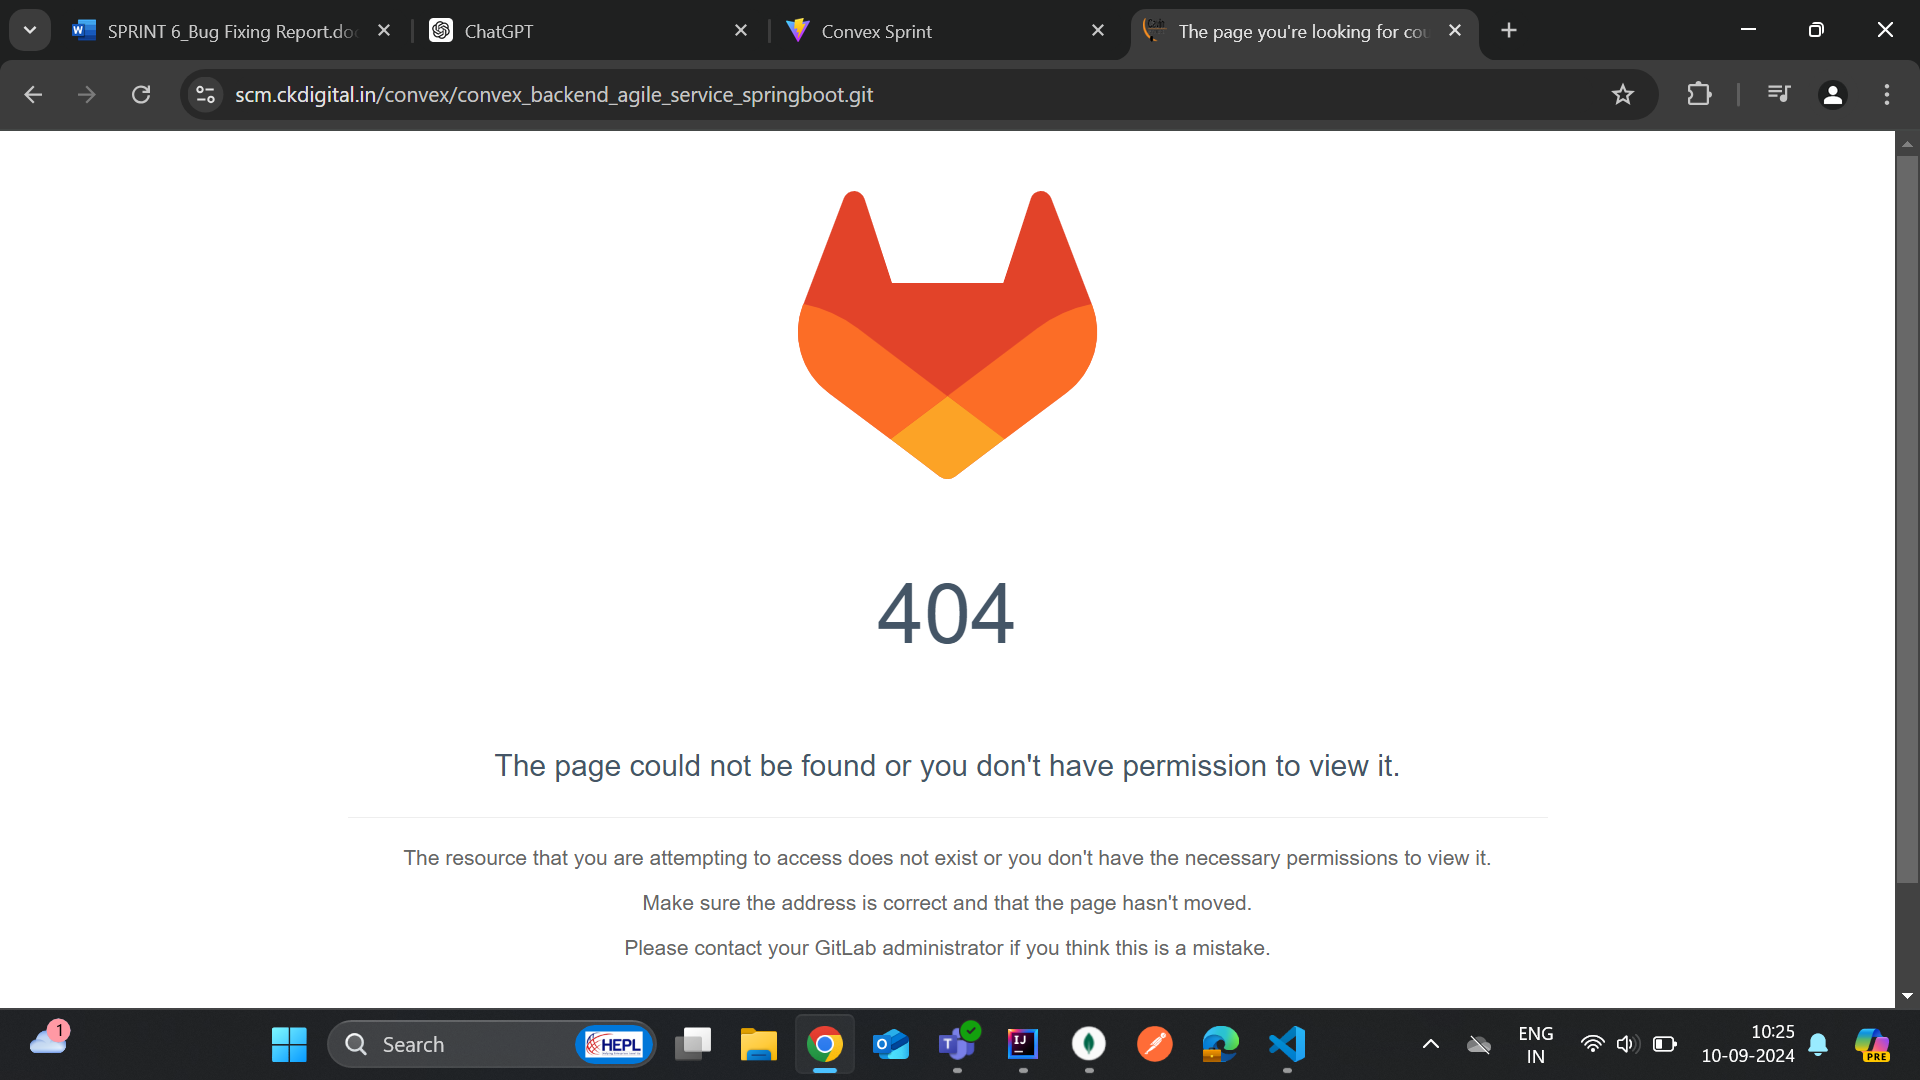 SPRINT 6_Bug Fixing Report.do
ChatGPT
Convex Sprint
The page you're looking for cou
scm.ckdigital.in/convex/convex_backend_agile_service_springboot.git
404
The page could not be found or you don't have permission to view it.
The resource that you are attempting to access does not exist or you don't have the necessary permissions to view it.
Make sure the address is correct and that the page hasn't moved.
Please contact your GitLab administrator if you think this is a mistake.
1
Search
HEPL
ENG
IN
10:25
10-09-2024
PRE